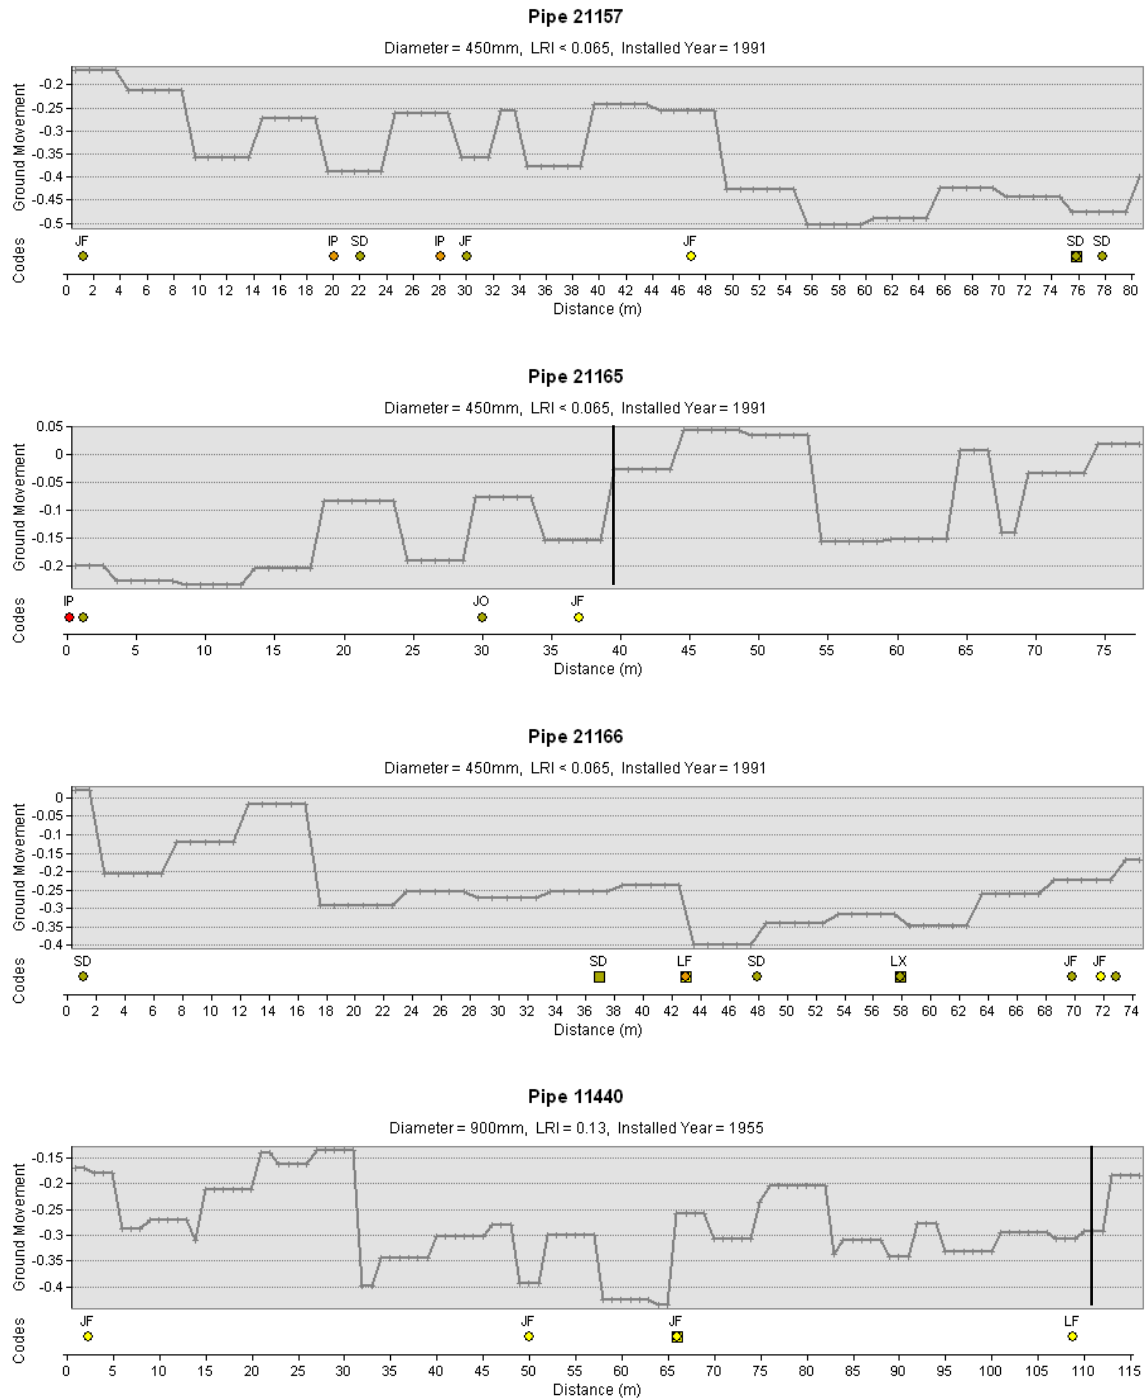 Pipe 21157
Diameter = 450mm, LRI < 0.065, Installed Year = 1991
Ground Movement
-0.2
-0.25
-0.3
-0.35
-0.4
-0.45
-0.5
Codes
JF IP SD IP JF JF SD SD
0 2 4 6 8 10 12 14 16 18 20 22 24 26 28 30 32 34 36 38 40 42 44 46 48 50 52 54 56 58 60 62 64 66 68 70 72 74 76 78 80
Distance (m)
Pipe 21165
Diameter = 450mm, LRI < 0.065, Installed Year = 1991
Ground Movement
0.05
0
-0.05
-0.1
-0.15
-0.2
Codes
IP JO JF
0 5 10 15 20 25 30 35 40 45 50 55 60 65 70 75
Distance (m)
Pipe 21166
Diameter = 450mm, LRI < 0.065, Installed Year = 1991
Ground Movement
0
-0.05
-0.1
-0.15
-0.2
-0.25
-0.3
-0.35
-0.4
Codes
SD SD LF SD LX JF JF
0 2 4 6 8 10 12 14 16 18 20 22 24 26 28 30 32 34 36 38 40 42 44 46 48 50 52 54 56 58 60 62 64 66 68 70 72 74
Distance (m)
Pipe 11440
Diameter = 900mm, LRI = 0.13, Installed Year = 1955
Ground Movement
-0.15
-0.2
-0.25
-0.3
-0.35
-0.4
Codes
JF JF JF LF
0 5 10 15 20 25 30 35 40 45 50 55 60 65 70 75 80 85 90 95 100 105 110 115
Distance (m)